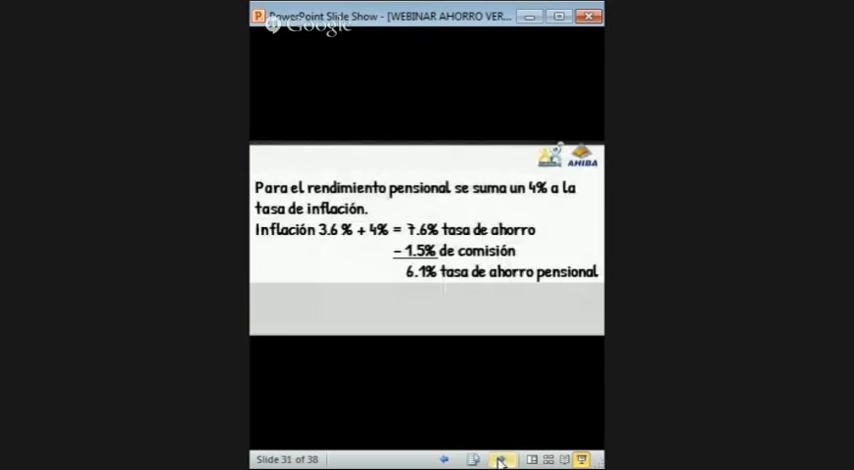 PowerPoint Slide Show - [WEBINAR AHORRO VER...
Google
AHIBA
Para el rendimiento pensional se suma un 4% a la
tasa de inflación.
Inflación 3.6 % + 4% = 7.6% tasa de ahorro
- 1.5% de comisión
6.1% tasa de ahorro pensional
Slide 31 of 38